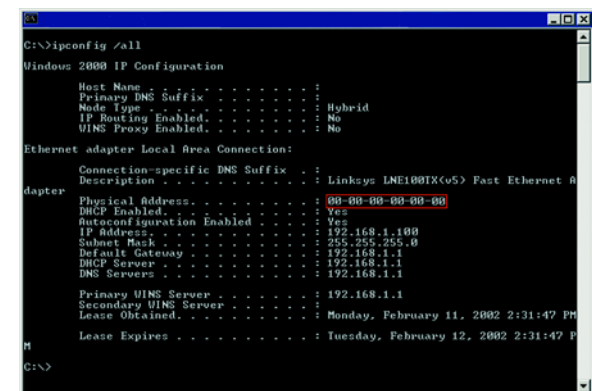 C:\>ipconfig /all
Windows 2000 IP Configuration
Host Name . . . . . . . . . . . . :
Primary DNS Suffix . . . . . . . :
Node Type . . . . . . . . . . . . : Hybrid
IP Routing Enabled. . . . . . . . : No
WINS Proxy Enabled. . . . . . . . : No
Ethernet adapter Local Area Connection:
Connection-specific DNS Suffix . :
Description . . . . . . . . . . . : Linksys LNE100TX(v5) Fast Ethernet A
dapter
Physical Address. . . . . . . . . : 00-00-00-00-00-00
DHCP Enabled. . . . . . . . . . . : Yes
Autoconfiguration Enabled . . . . : Yes
IP Address. . . . . . . . . . . . : 192.168.1.100
Subnet Mask . . . . . . . . . . . : 255.255.255.0
Default Gateway . . . . . . . . . : 192.168.1.1
DHCP Server . . . . . . . . . . . : 192.168.1.1
DNS Servers . . . . . . . . . . . : 192.168.1.1
Primary WINS Server . . . . . . . : 192.168.1.1
Secondary WINS Server . . . . . . :
Lease Obtained. . . . . . . . . . : Monday, February 11, 2002 2:31:47 PM
Lease Expires . . . . . . . . . . : Tuesday, February 12, 2002 2:31:47 P
M
C:\>